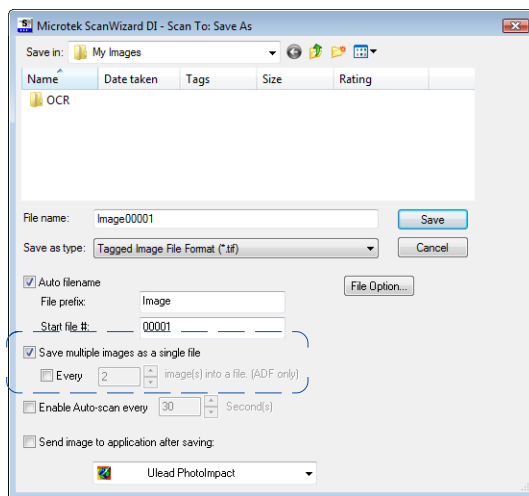 Microtek ScanWizard DI - Scan To: Save As
Save in: My Images
Name Date taken Tags Size Rating
OCR
File name: Image00001 Save
Save as type: Tagged Image File Format (*.tif) Cancel
Auto filename File Option...
File prefix: Image
Start file #: 00001
Save multiple images as a single file
Every 2 image(s) into a file. (ADF only)
Enable Auto-scan every 30 Second(s)
Send image to application after saving:
Ulead PhotoImpact